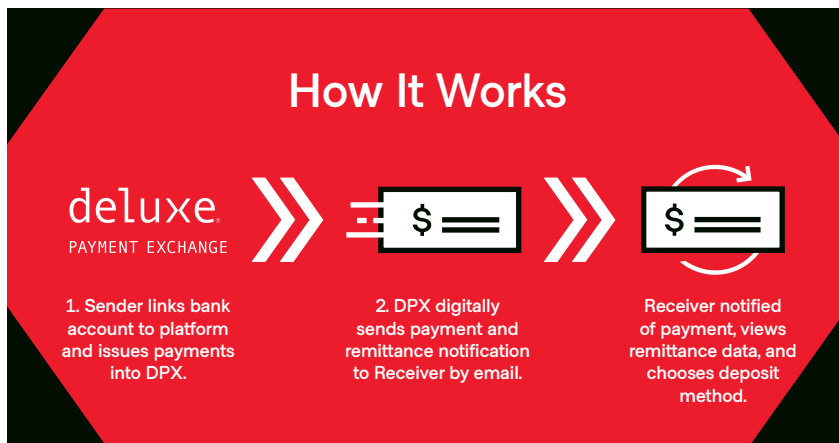 How It Works
deluxe.
PAYMENT EXCHANGE
$
$
1. Sender links bank
account to platform
and issues payments
into DPX.
2. DPX digitally
sends payment and
remittance notification
to Receiver by email.
Receiver notified
of payment, views
remittance data, and
chooses deposit
method.